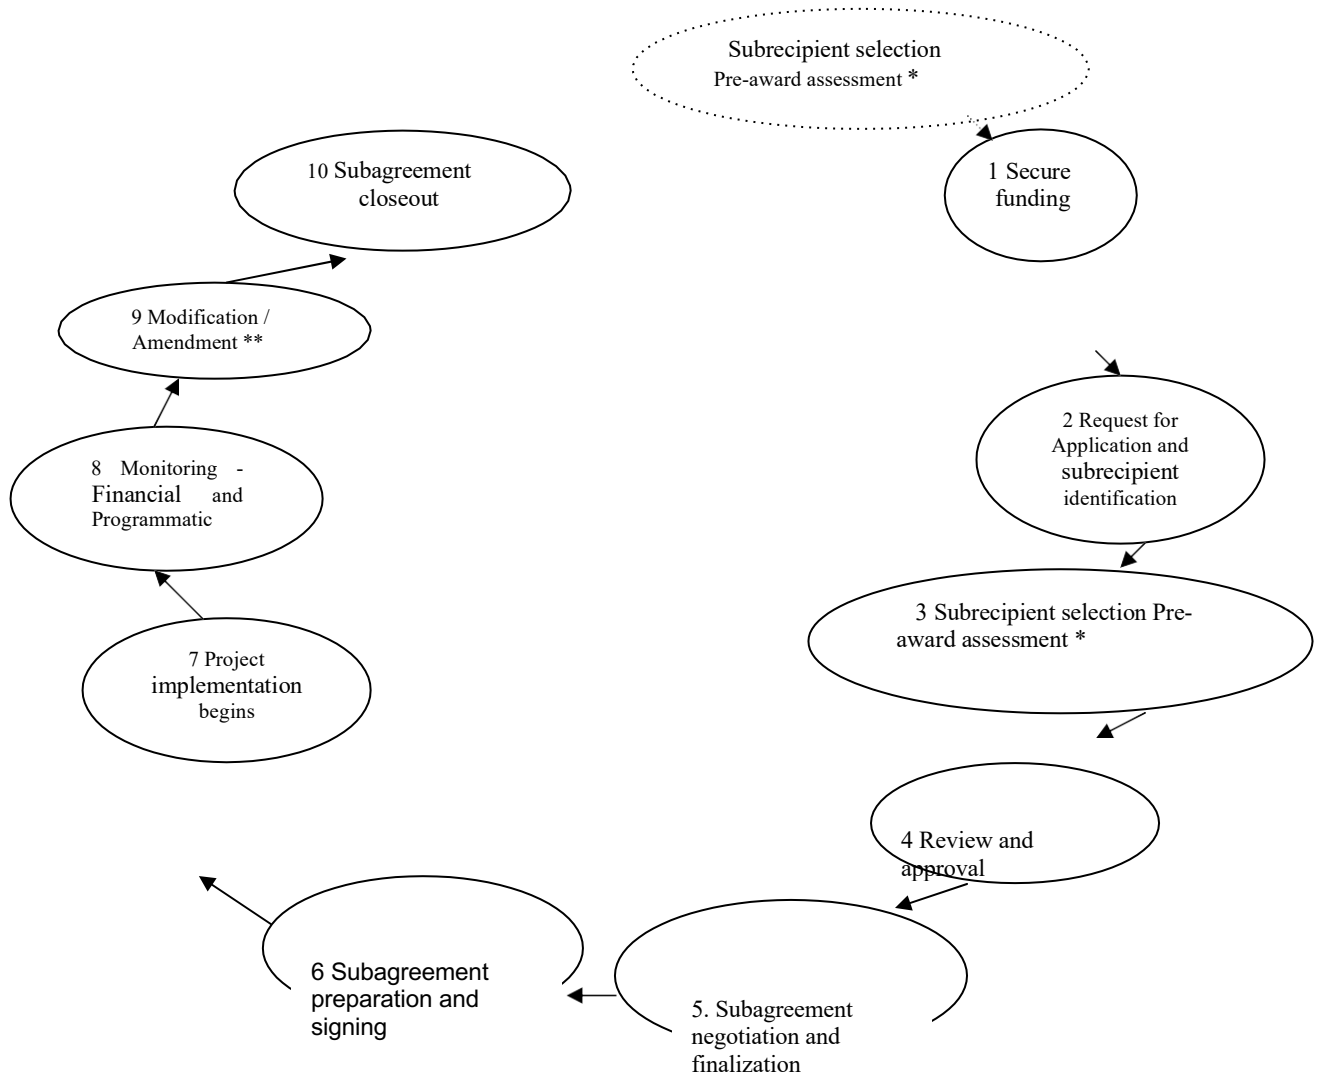 Subrecipient selection
Pre-award assessment *
1 Secure
funding
2 Request for
Application and
subrecipient
identification
3 Subrecipient selection Pre-
award assessment *
4 Review and
approval
5. Subagreement
negotiation and
finalization
6 Subagreement
preparation and
signing
7 Project
implementation
begins
8 Monitoring -
Financial and
Programmatic
9 Modification /
Amendment **
10 Subagreement
closeout